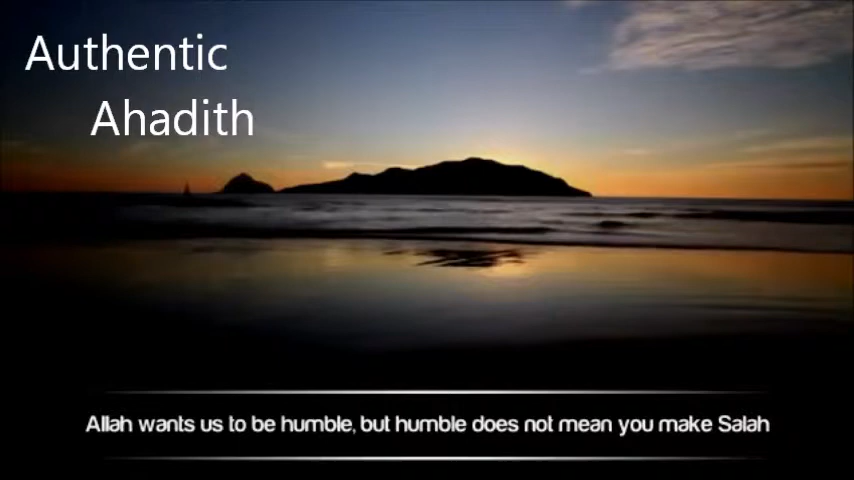 Authentic
Ahadith
Allah wants us to be humble, but humble does not mean you make Salah